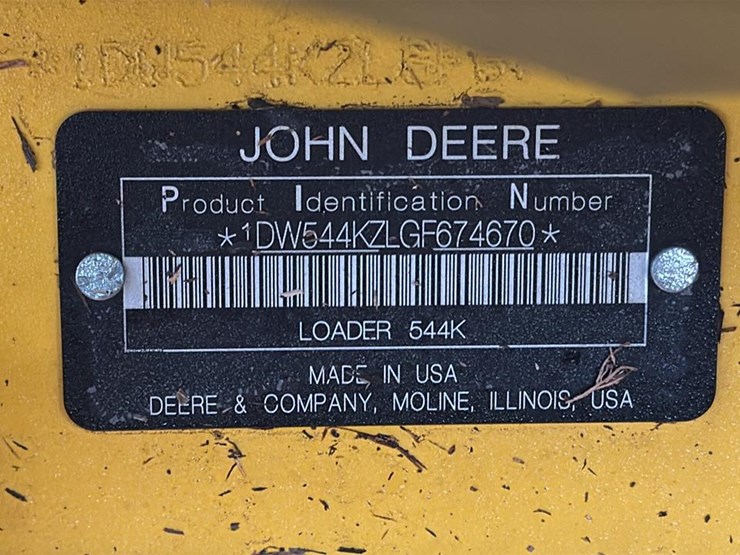 JOHN DEERE
Product Identification Number
*1DW544KZLGF674670*
LOADER 544K
MADE IN USA
DEERE & COMPANY, MOLINE, ILLINOIS, USA